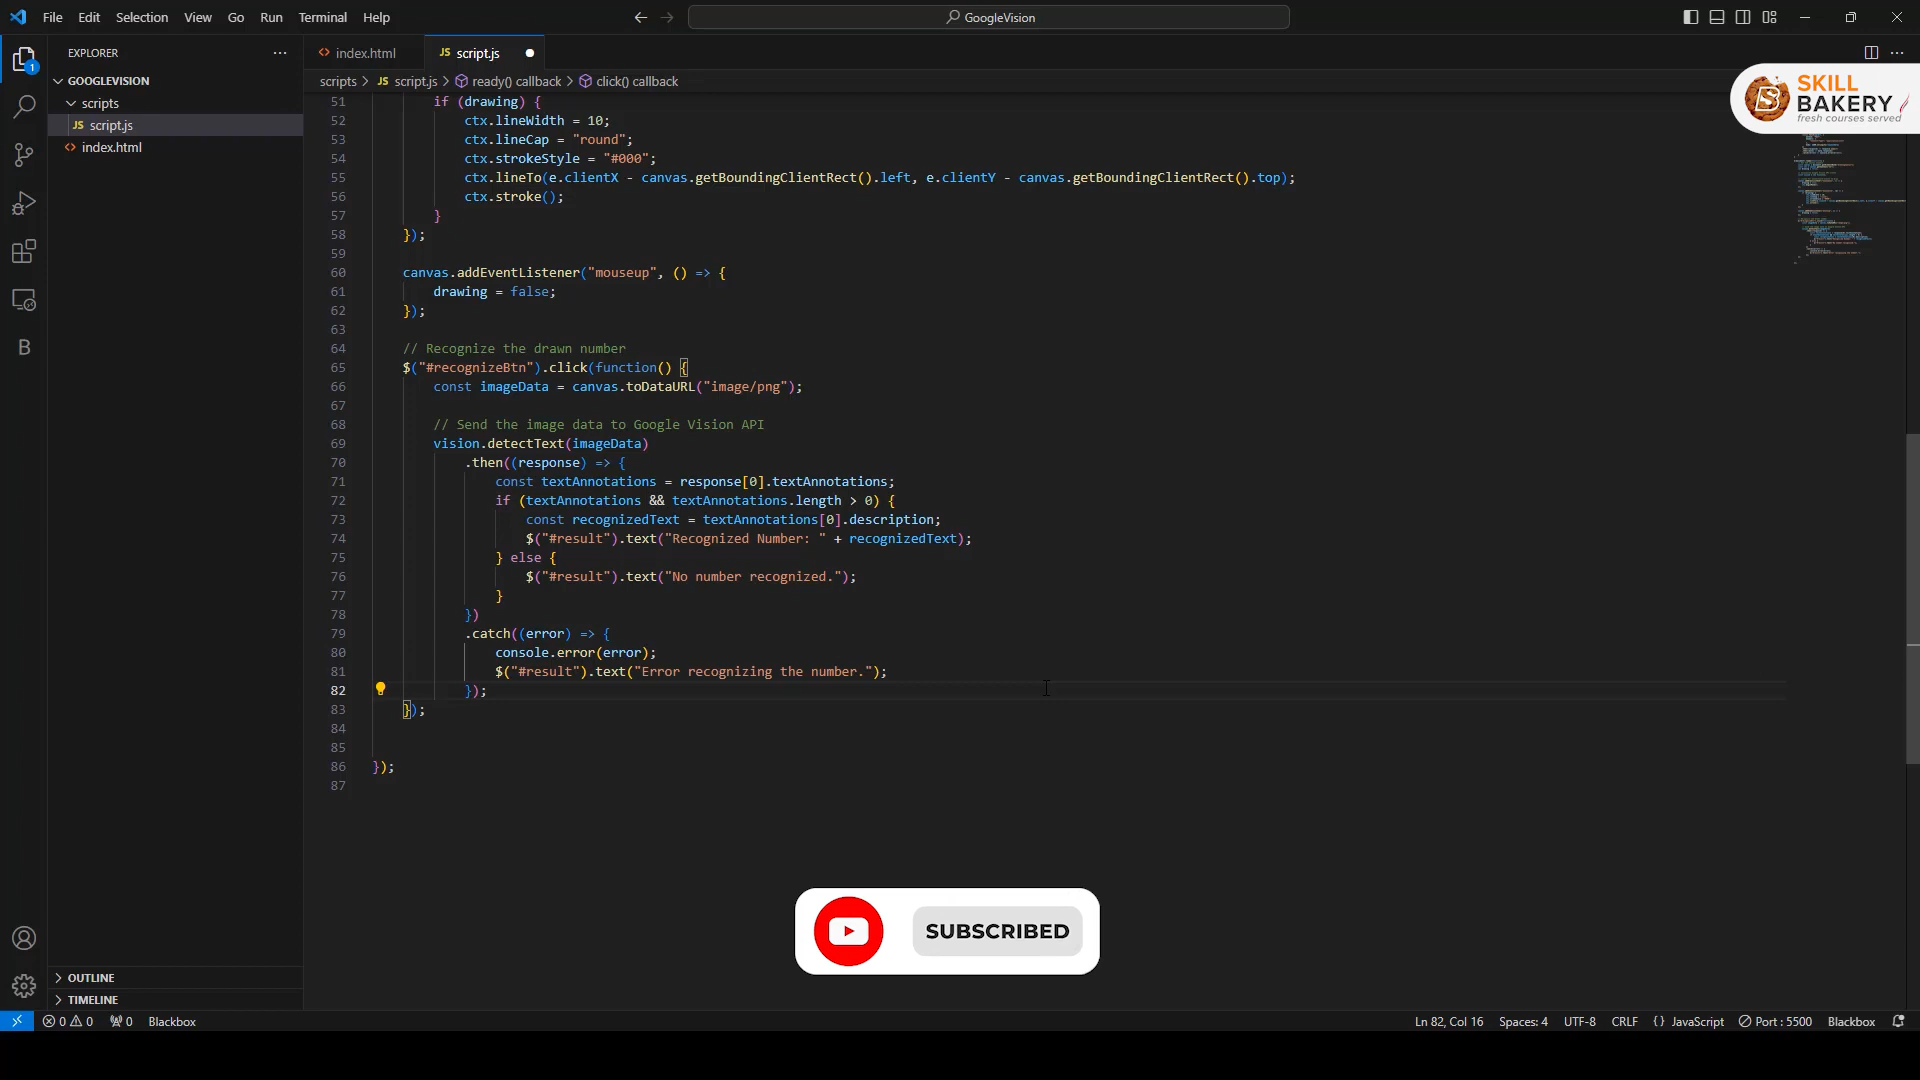 File Edit Selection View Go Run Terminal Help
GoogleVision
EXPLORER
GOOGLEVISION
scripts
JS script.js
index.html
1
B
OUTLINE
TIMELINE
index.html
JS script.js
scripts > JS script.js > ready() callback > click() callback
SKILL
BAKERY
fresh courses served
51 if (drawing) {
52 ctx.lineWidth = 10;
53 ctx.lineCap = "round";
54 ctx.strokeStyle = "#000";
55 ctx.lineTo(e.clientX - canvas.getBoundingClientRect().left, e.clientY - canvas.getBoundingClientRect().top);
56 ctx.stroke();
57 }
58 });
59
60 canvas.addEventListener("mouseup", () => {
61 drawing = false;
62 });
63
64 // Recognize the drawn number
65 $("#recognizeBtn").click(function() {
66 const imageData = canvas.toDataURL("image/png");
67
68 // Send the image data to Google Vision API
69 vision.detectText(imageData)
70 .then((response) => {
71 const textAnnotations = response[0].textAnnotations;
72 if (textAnnotations && textAnnotations.length > 0) {
73 const recognizedText = textAnnotations[0].description;
74 $("#result").text("Recognized Number: " + recognizedText);
75 } else {
76 $("#result").text("No number recognized.");
77 }
78 })
79 .catch((error) => {
80 console.error(error);
81 $("#result").text("Error recognizing the number.");
82 });
83 });
84
85
86 });
87
SUBSCRIBED
0 0 0 Blackbox
Ln 82, Col 16 Spaces: 4 UTF-8 CRLF {} JavaScript Port : 5500 Blackbox